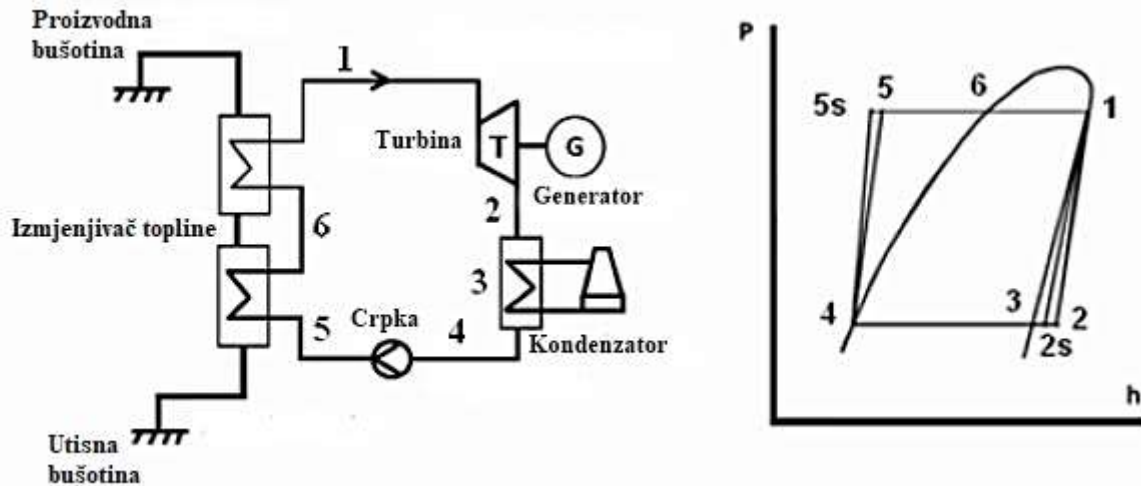 Proizvodna
bušotina
1
Turbina
T
G
Generator
2
Izmjenjivač topline
6
3
5
Crpka
4
Kondenzator
Utisna
bušotina
P
5s
5
6
1
4
3
2
2s
h